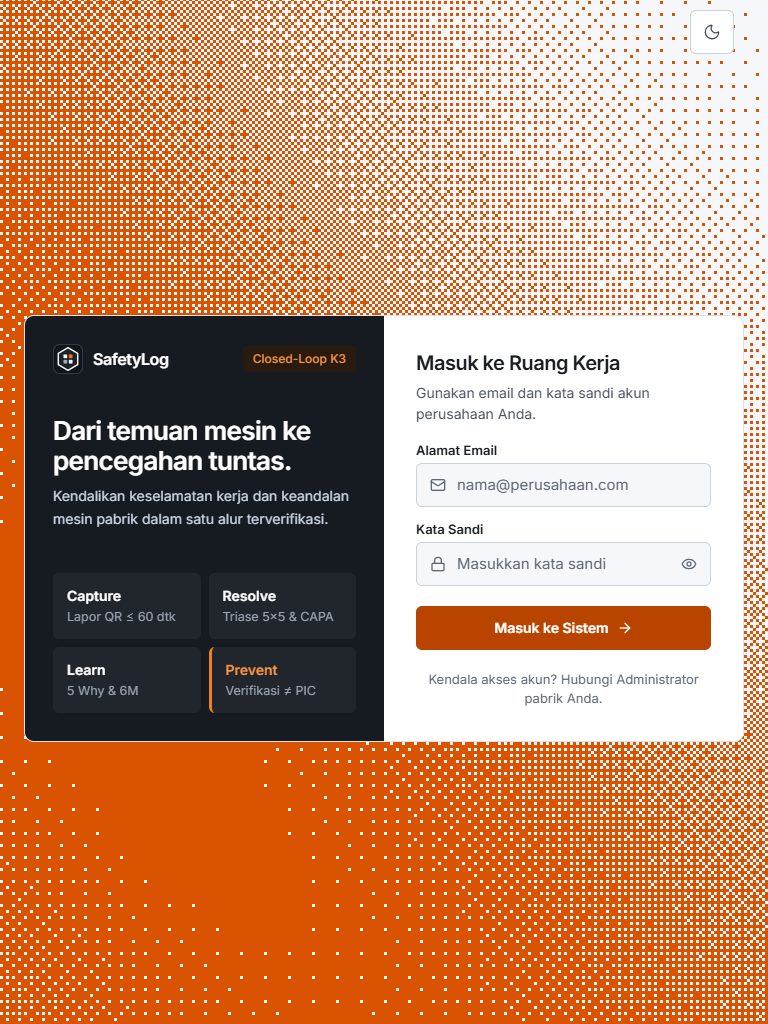 SafetyLog
Closed-Loop K3
Dari temuan mesin ke
pencegahan tuntas.
Kendalikan keselamatan kerja dan keandalan
mesin pabrik dalam satu alur terverifikasi.
Capture
Lapor QR ≤ 60 dtk
Resolve
Triase 5×5 & CAPA
Learn
5 Why & 6M
Prevent
Verifikasi ≠ PIC
Masuk ke Ruang Kerja
Gunakan email dan kata sandi akun
perusahaan Anda.
Alamat Email
nama@perusahaan.com
Kata Sandi
Masukkan kata sandi
Masuk ke Sistem →
Kendala akses akun? Hubungi Administrator
pabrik Anda.